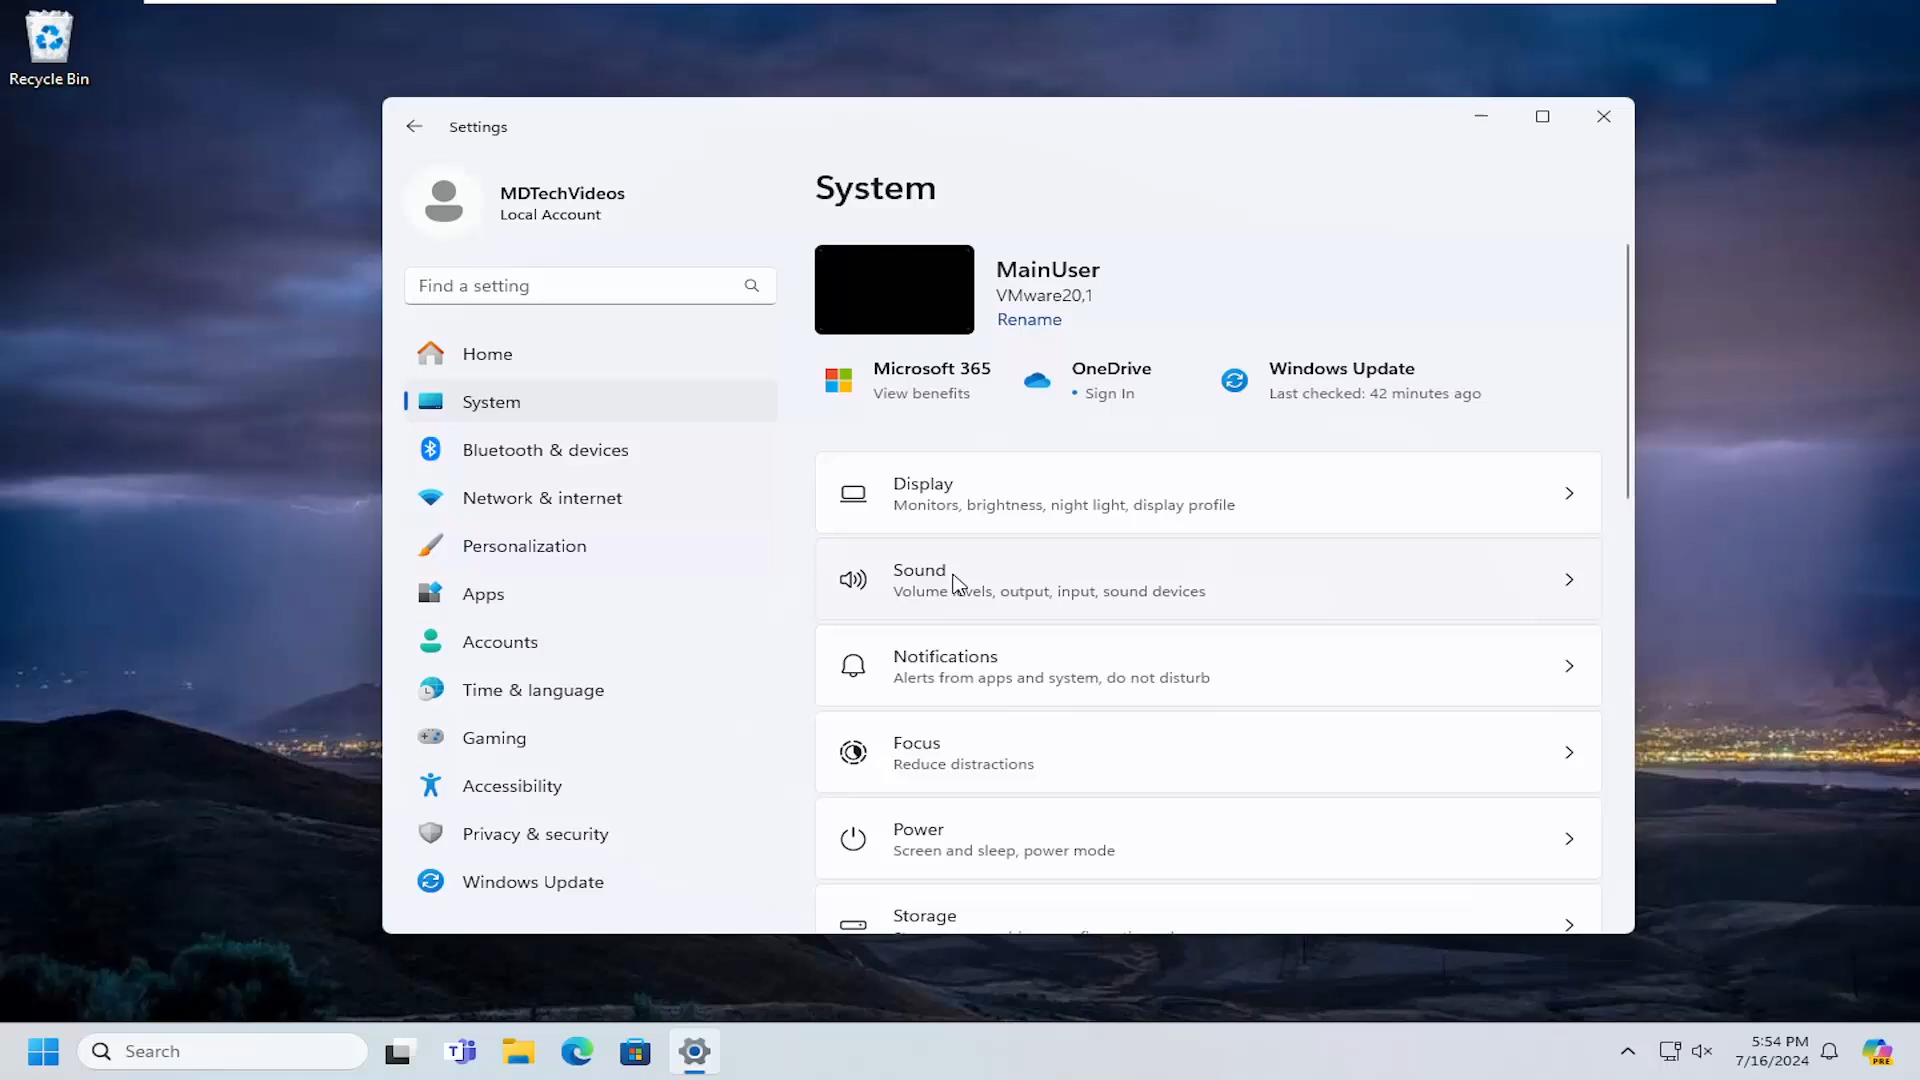 Recycle Bin
Settings
MDTechVideos
Local Account
Find a setting
Home
System
Bluetooth & devices
Network & internet
Personalization
Apps
Accounts
Time & language
Gaming
Accessibility
Privacy & security
Windows Update
System
MainUser
VMware20,1
Rename
Microsoft 365
View benefits
OneDrive
• Sign In
Windows Update
Last checked: 42 minutes ago
Display
Monitors, brightness, night light, display profile
Sound
Volume levels, output, input, sound devices
Notifications
Alerts from apps and system, do not disturb
Focus
Reduce distractions
Power
Screen and sleep, power mode
Storage
Search
5:54 PM
7/16/2024
PRE